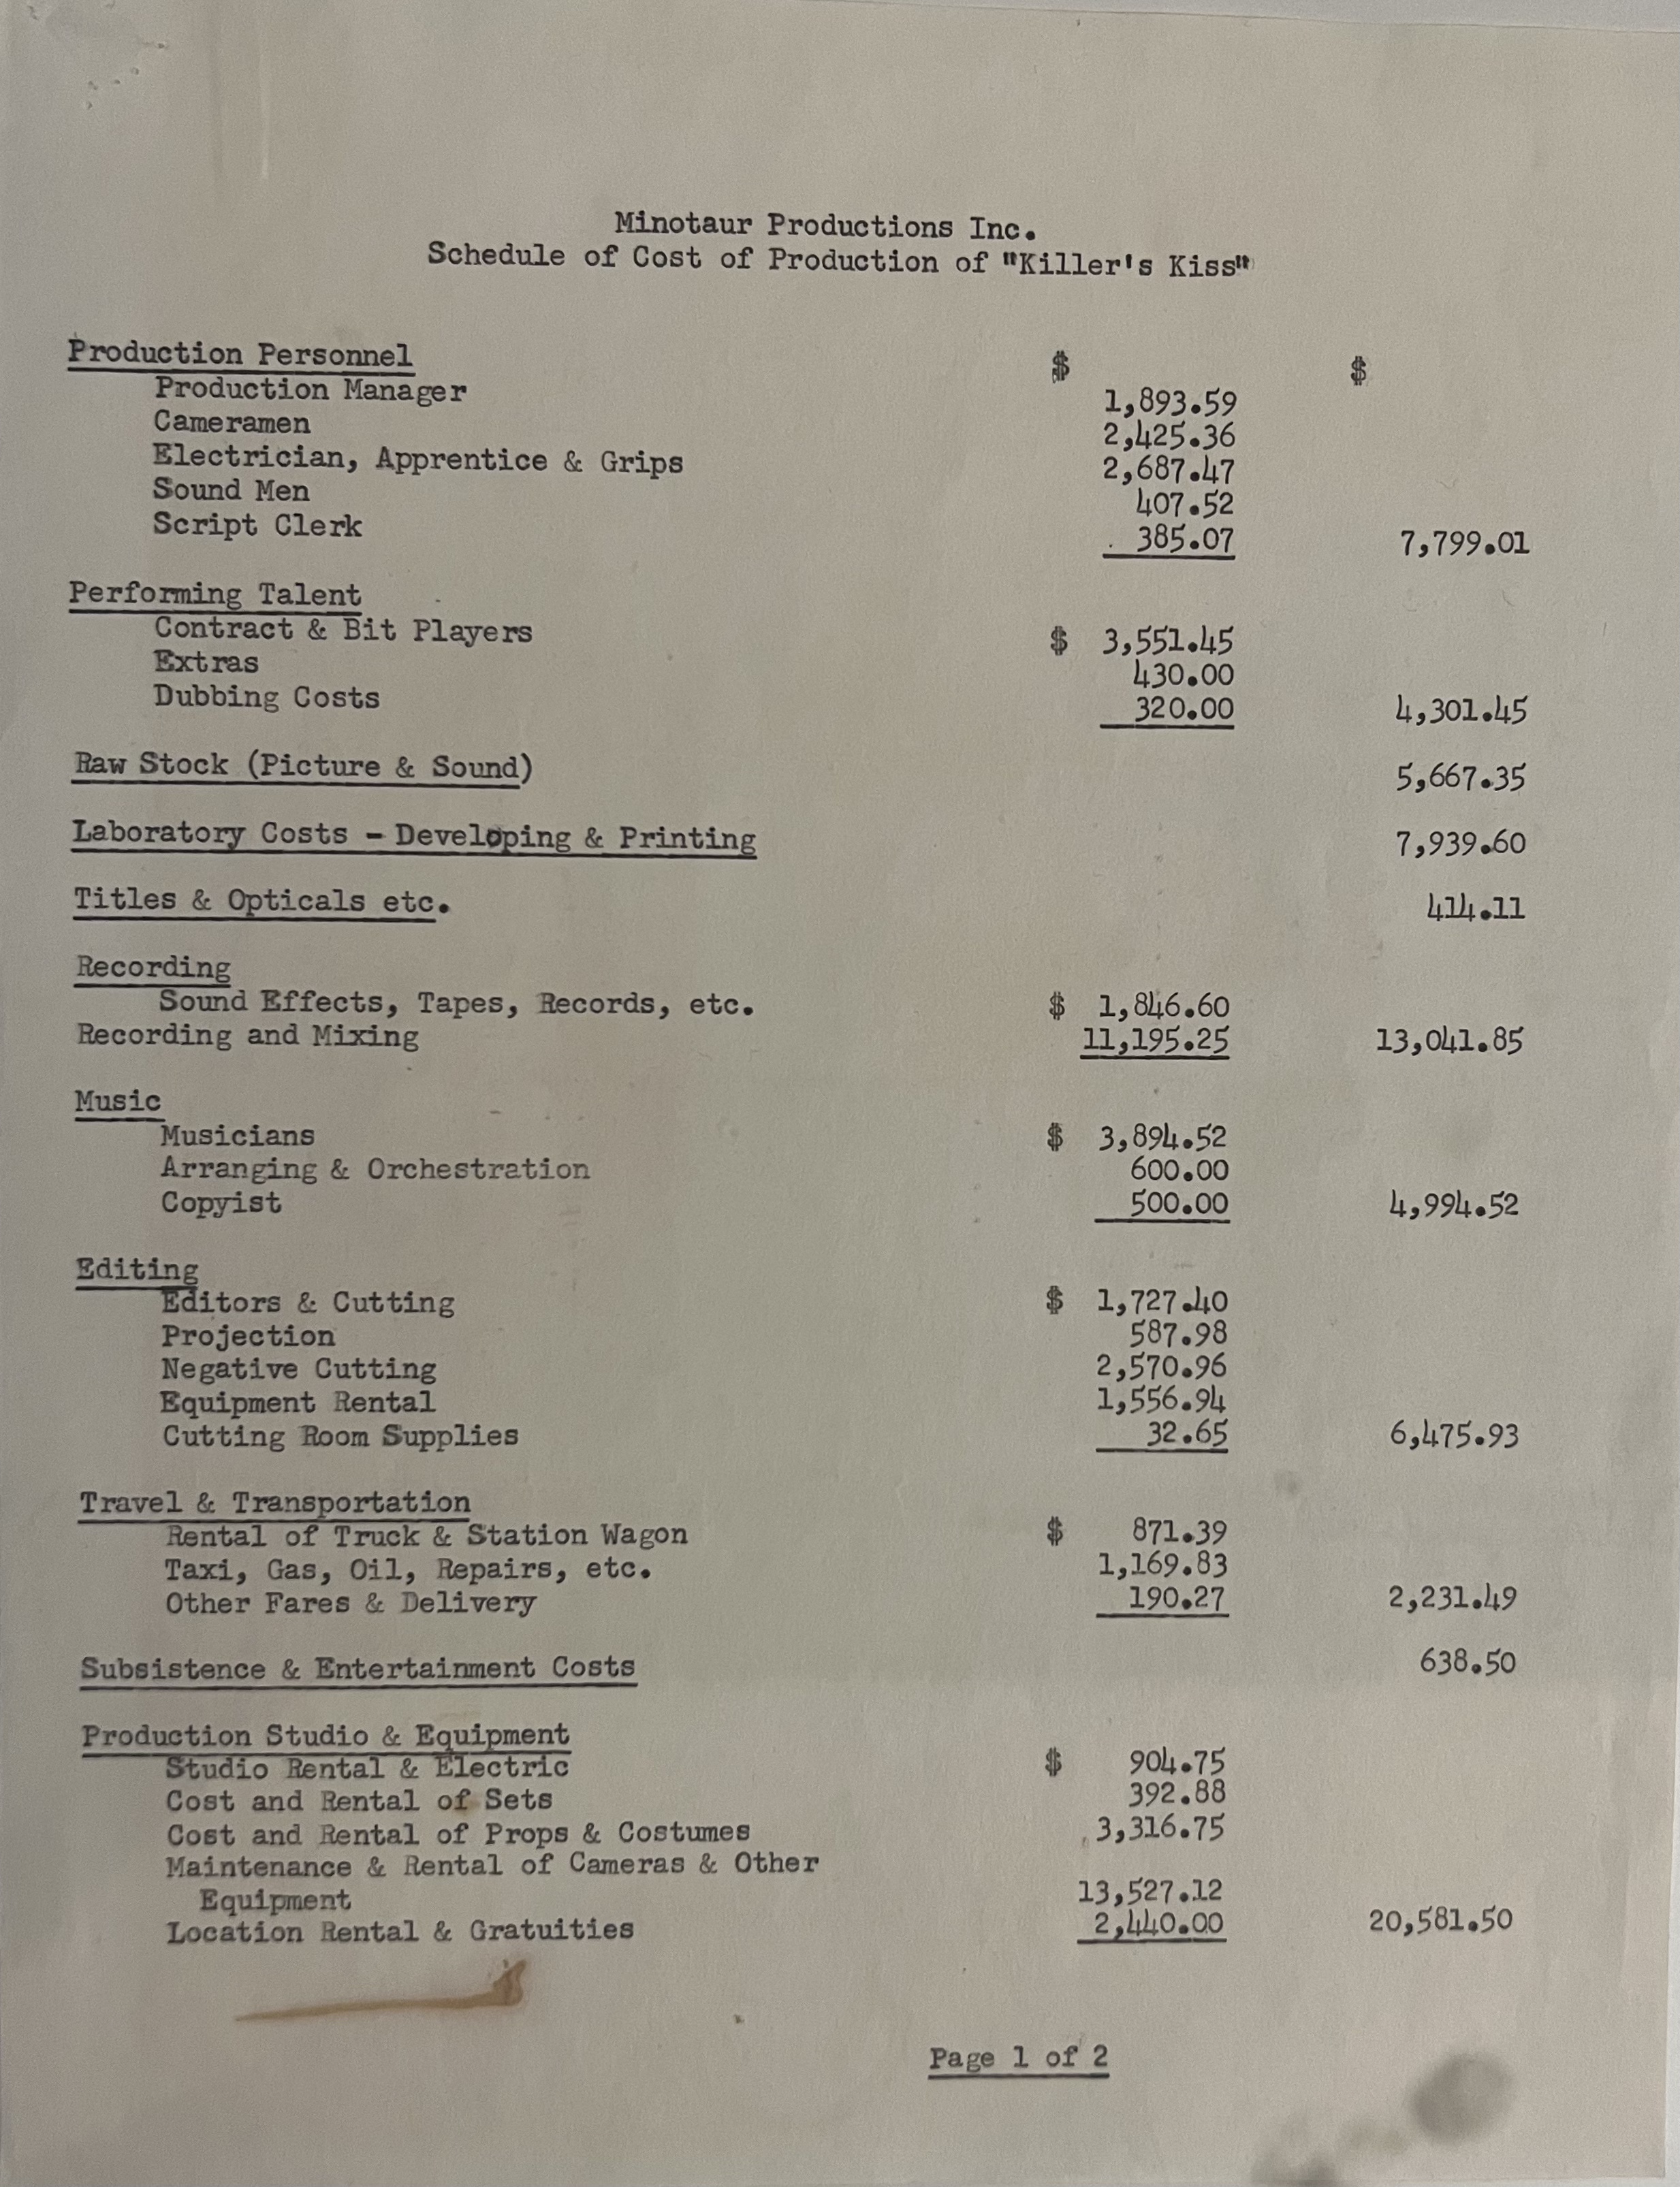 Minotaur Productions Inc.
Schedule of Cost of Production of "Killer's Kiss"
Production Personnel $ $
Production Manager 1,893.59
Cameramen 2,425.36
Electrician, Apprentice & Grips 2,687.47
Sound Men 407.52
Script Clerk 385.07 7,799.01
Performing Talent
Contract & Bit Players $ 3,551.45
Extras 430.00
Dubbing Costs 320.00 4,301.45
Raw Stock (Picture & Sound) 5,667.35
Laboratory Costs - Developing & Printing 7,939.60
Titles & Opticals etc. 414.11
Recording
Sound Effects, Tapes, Records, etc. $ 1,846.60
Recording and Mixing 11,195.25 13,041.85
Music
Musicians $ 3,894.52
Arranging & Orchestration 600.00
Copyist 500.00 4,994.52
Editing
Editors & Cutting $ 1,727.40
Projection 587.98
Negative Cutting 2,570.96
Equipment Rental 1,556.94
Cutting Room Supplies 32.65 6,475.93
Travel & Transportation
Rental of Truck & Station Wagon $ 871.39
Taxi, Gas, Oil, Repairs, etc. 1,169.83
Other Fares & Delivery 190.27 2,231.49
Subsistence & Entertainment Costs 638.50
Production Studio & Equipment
Studio Rental & Electric $ 904.75
Cost and Rental of Sets 392.88
Cost and Rental of Props & Costumes 3,316.75
Maintenance & Rental of Cameras & Other
Equipment 13,527.12
Location Rental & Gratuities 2,440.00 20,581.50
Page 1 of 2